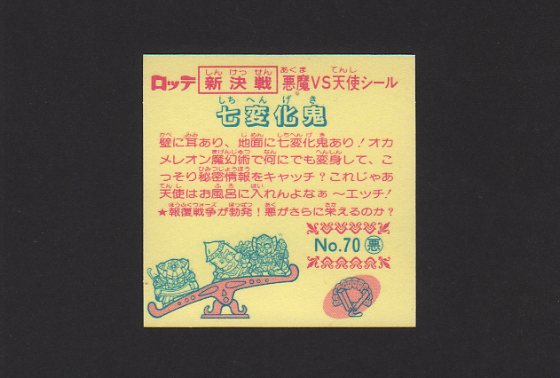 ロッテ 新決戦 悪魔VS天使シール
七変化鬼
壁に耳あり、地面に七変化鬼あり！オカ
メレオン魔幻術で何にでも変身して、こ
っそり秘密情報をキャッチ？これじゃあ
天使はお風呂に入れんよなぁ〜エッチ！
★報復戦争が勃発！悪がさらに栄えるのか？
No.70 悪